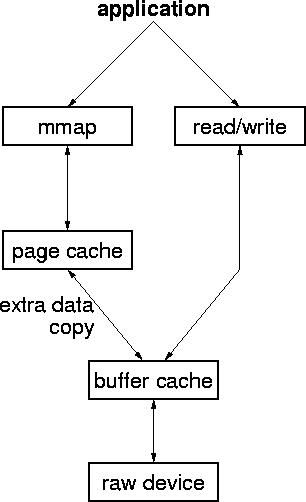 application
mmap
read/write
page cache
extra data
copy
buffer cache
raw device